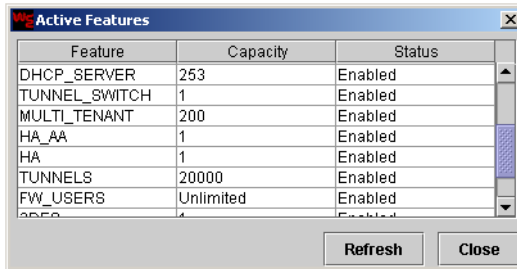 Active Features
Feature Capacity Status
DHCP_SERVER 253 Enabled
TUNNEL_SWITCH 1 Enabled
MULTI_TENANT 200 Enabled
HA_AA 1 Enabled
HA 1 Enabled
TUNNELS 20000 Enabled
FW_USERS Unlimited Enabled
Refresh Close